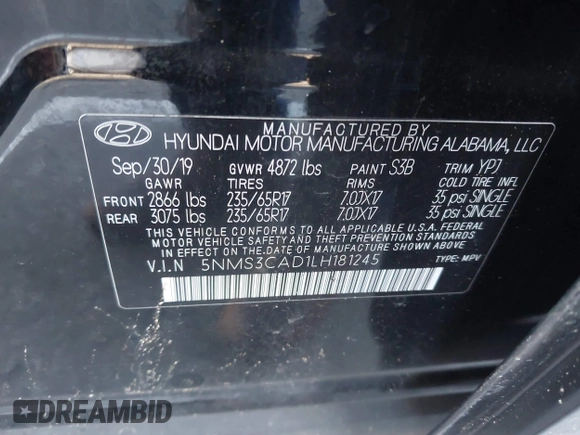 MANUFACTURED BY
HYUNDAI MOTOR MANUFACTURING ALABAMA, LLC
Sep/30/19 GVWR 4872 lbs PAINT S3B TRIM YPJ
GAWR TIRES RIMS COLD TIRE INFL
FRONT 2866 lbs 235/65R17 7.0JX17 35 psi SINGLE
REAR 3075 lbs 235/65R17 7.0JX17 35 psi SINGLE
THIS VEHICLE CONFORMS TO ALL APPLICABLE U.S.A. FEDERAL
MOTOR VEHICLE SAFETY AND THEFT PREVENTION STANDARDS
IN EFFECT ON THE DATE OF MANUFACTURE SHOWN ABOVE.
V.I.N 5NMS3CAD1LH181245 TYPE: MPV
DREAMBID